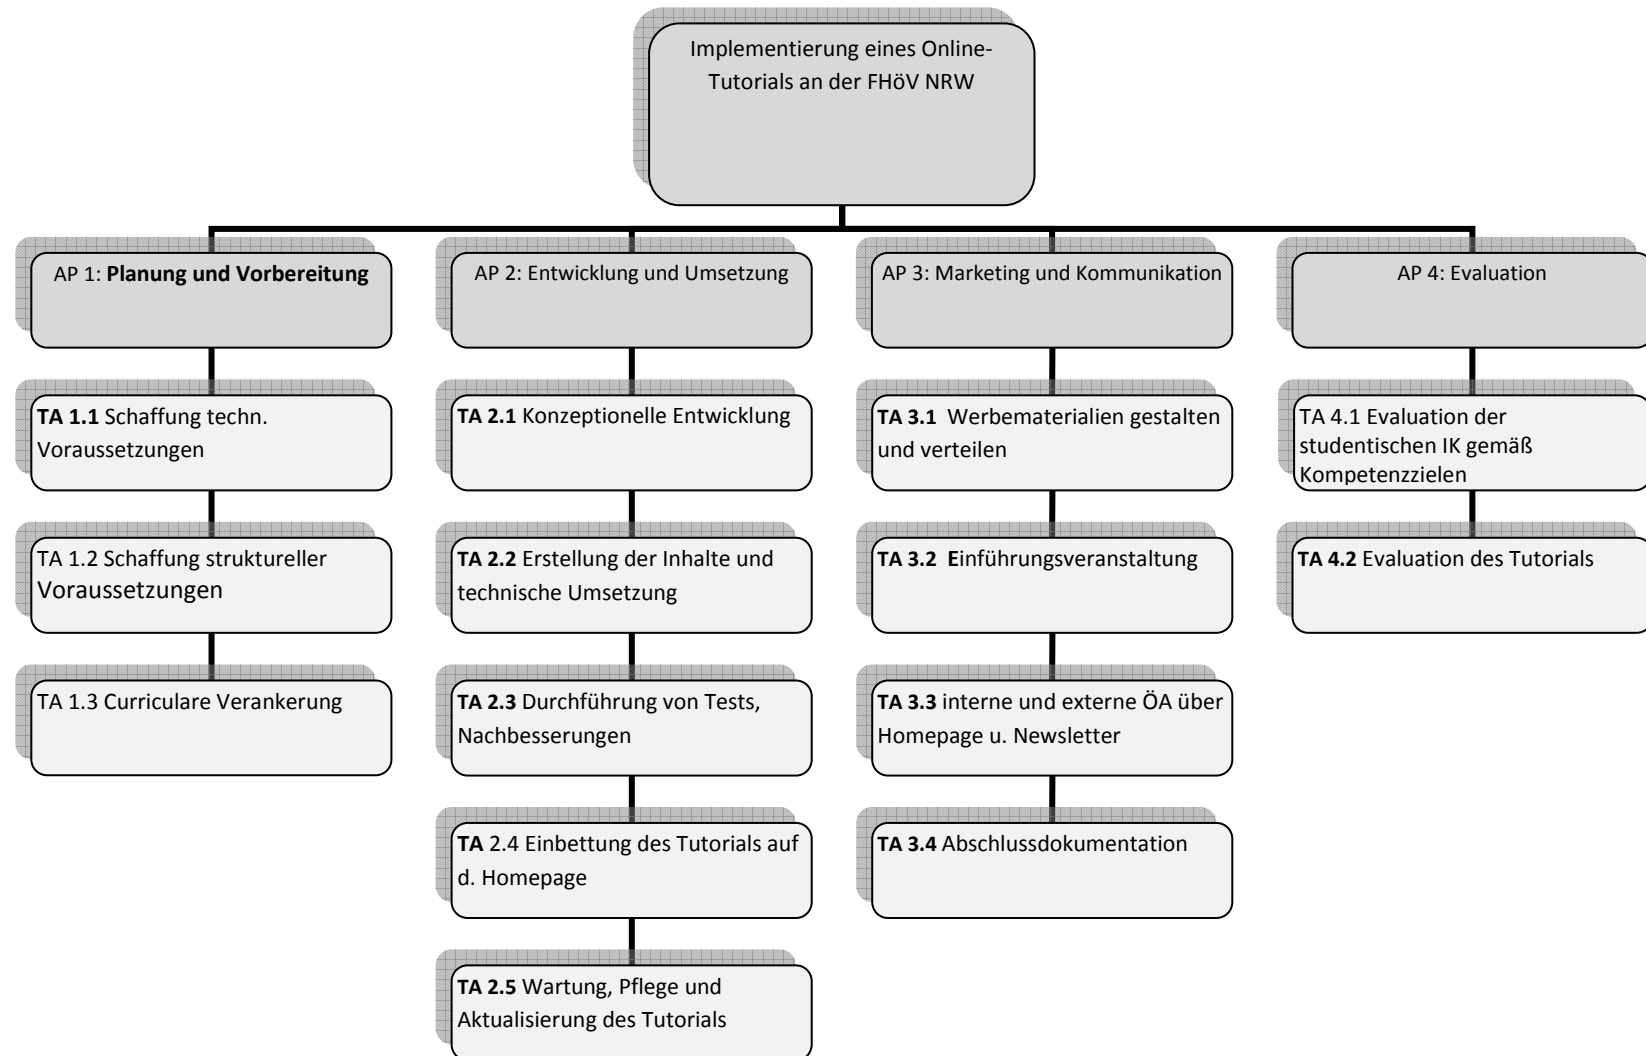 Implementierung eines Online-
Tutorials an der FHöV NRW
AP 1: Planung und Vorbereitung
TA 1.1 Schaffung techn.
Voraussetzungen
TA 1.2 Schaffung struktureller
Voraussetzungen
TA 1.3 Curriculare Verankerung
AP 2: Entwicklung und Umsetzung
TA 2.1 Konzeptionelle Entwicklung
TA 2.2 Erstellung der Inhalte und
technische Umsetzung
TA 2.3 Durchführung von Tests,
Nachbesserungen
TA 2.4 Einbettung des Tutorials auf
d. Homepage
TA 2.5 Wartung, Pflege und
Aktualisierung des Tutorials
AP 3: Marketing und Kommunikation
TA 3.1 Werbematerialien gestalten
und verteilen
TA 3.2 Einführungsveranstaltung
TA 3.3 interne und externe ÖA über
Homepage u. Newsletter
TA 3.4 Abschlussdokumentation
AP 4: Evaluation
TA 4.1 Evaluation der
studentischen IK gemäß
Kompetenzzielen
TA 4.2 Evaluation des Tutorials